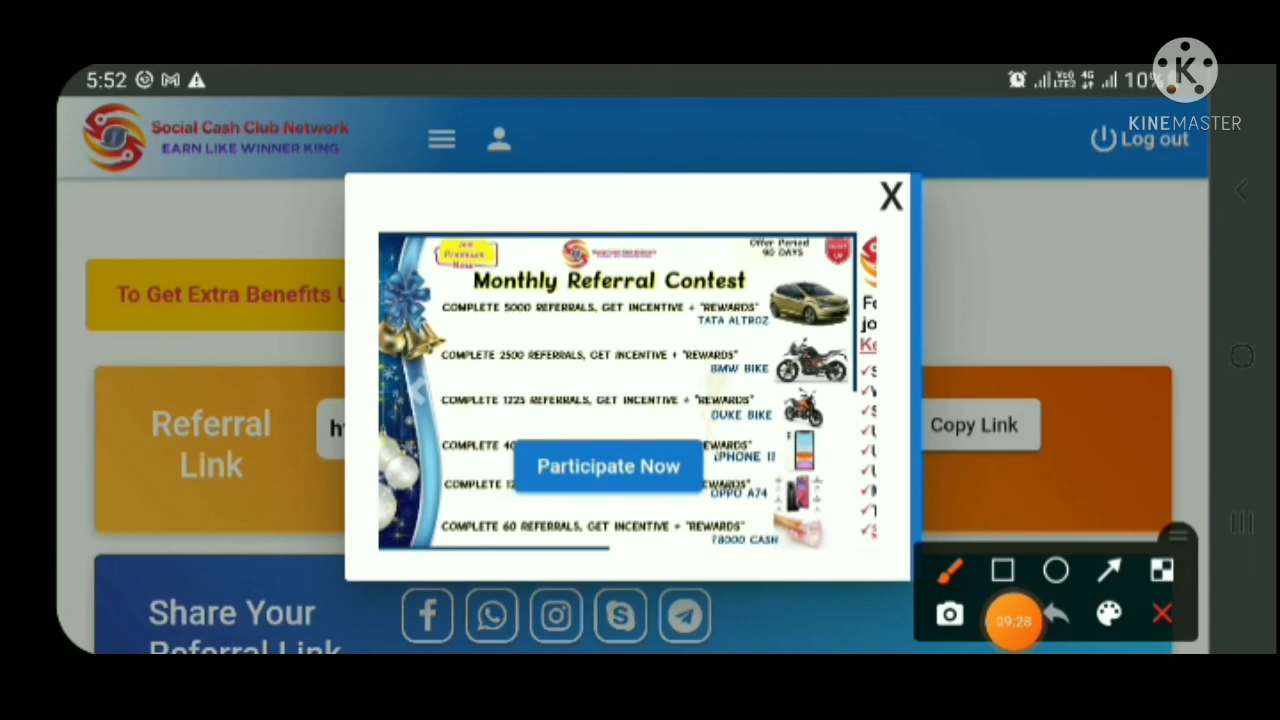 5:52
4G
10%
KINEMASTER
Social Cash Club Network
EARN LIKE WINNER KING
Log out
X
Offer Period
90 DAYS
Monthly Referral Contest
COMPLETE 5000 REFERRALS, GET INCENTIVE + "REWARDS"
TATA ALTROZ
COMPLETE 2500 REFERRALS, GET INCENTIVE + "REWARDS"
BMW BIKE
COMPLETE 1225 REFERRALS, GET INCENTIVE + "REWARDS"
DUKE BIKE
COMPLETE
IPHONE 11
COMPLETE
OPPO A74
COMPLETE 60 REFERRALS, GET INCENTIVE + "REWARDS"
CASH
Participate Now
To Get Extra Benefits
Referral
Link
Copy Link
Share Your
Referral Link
09:28